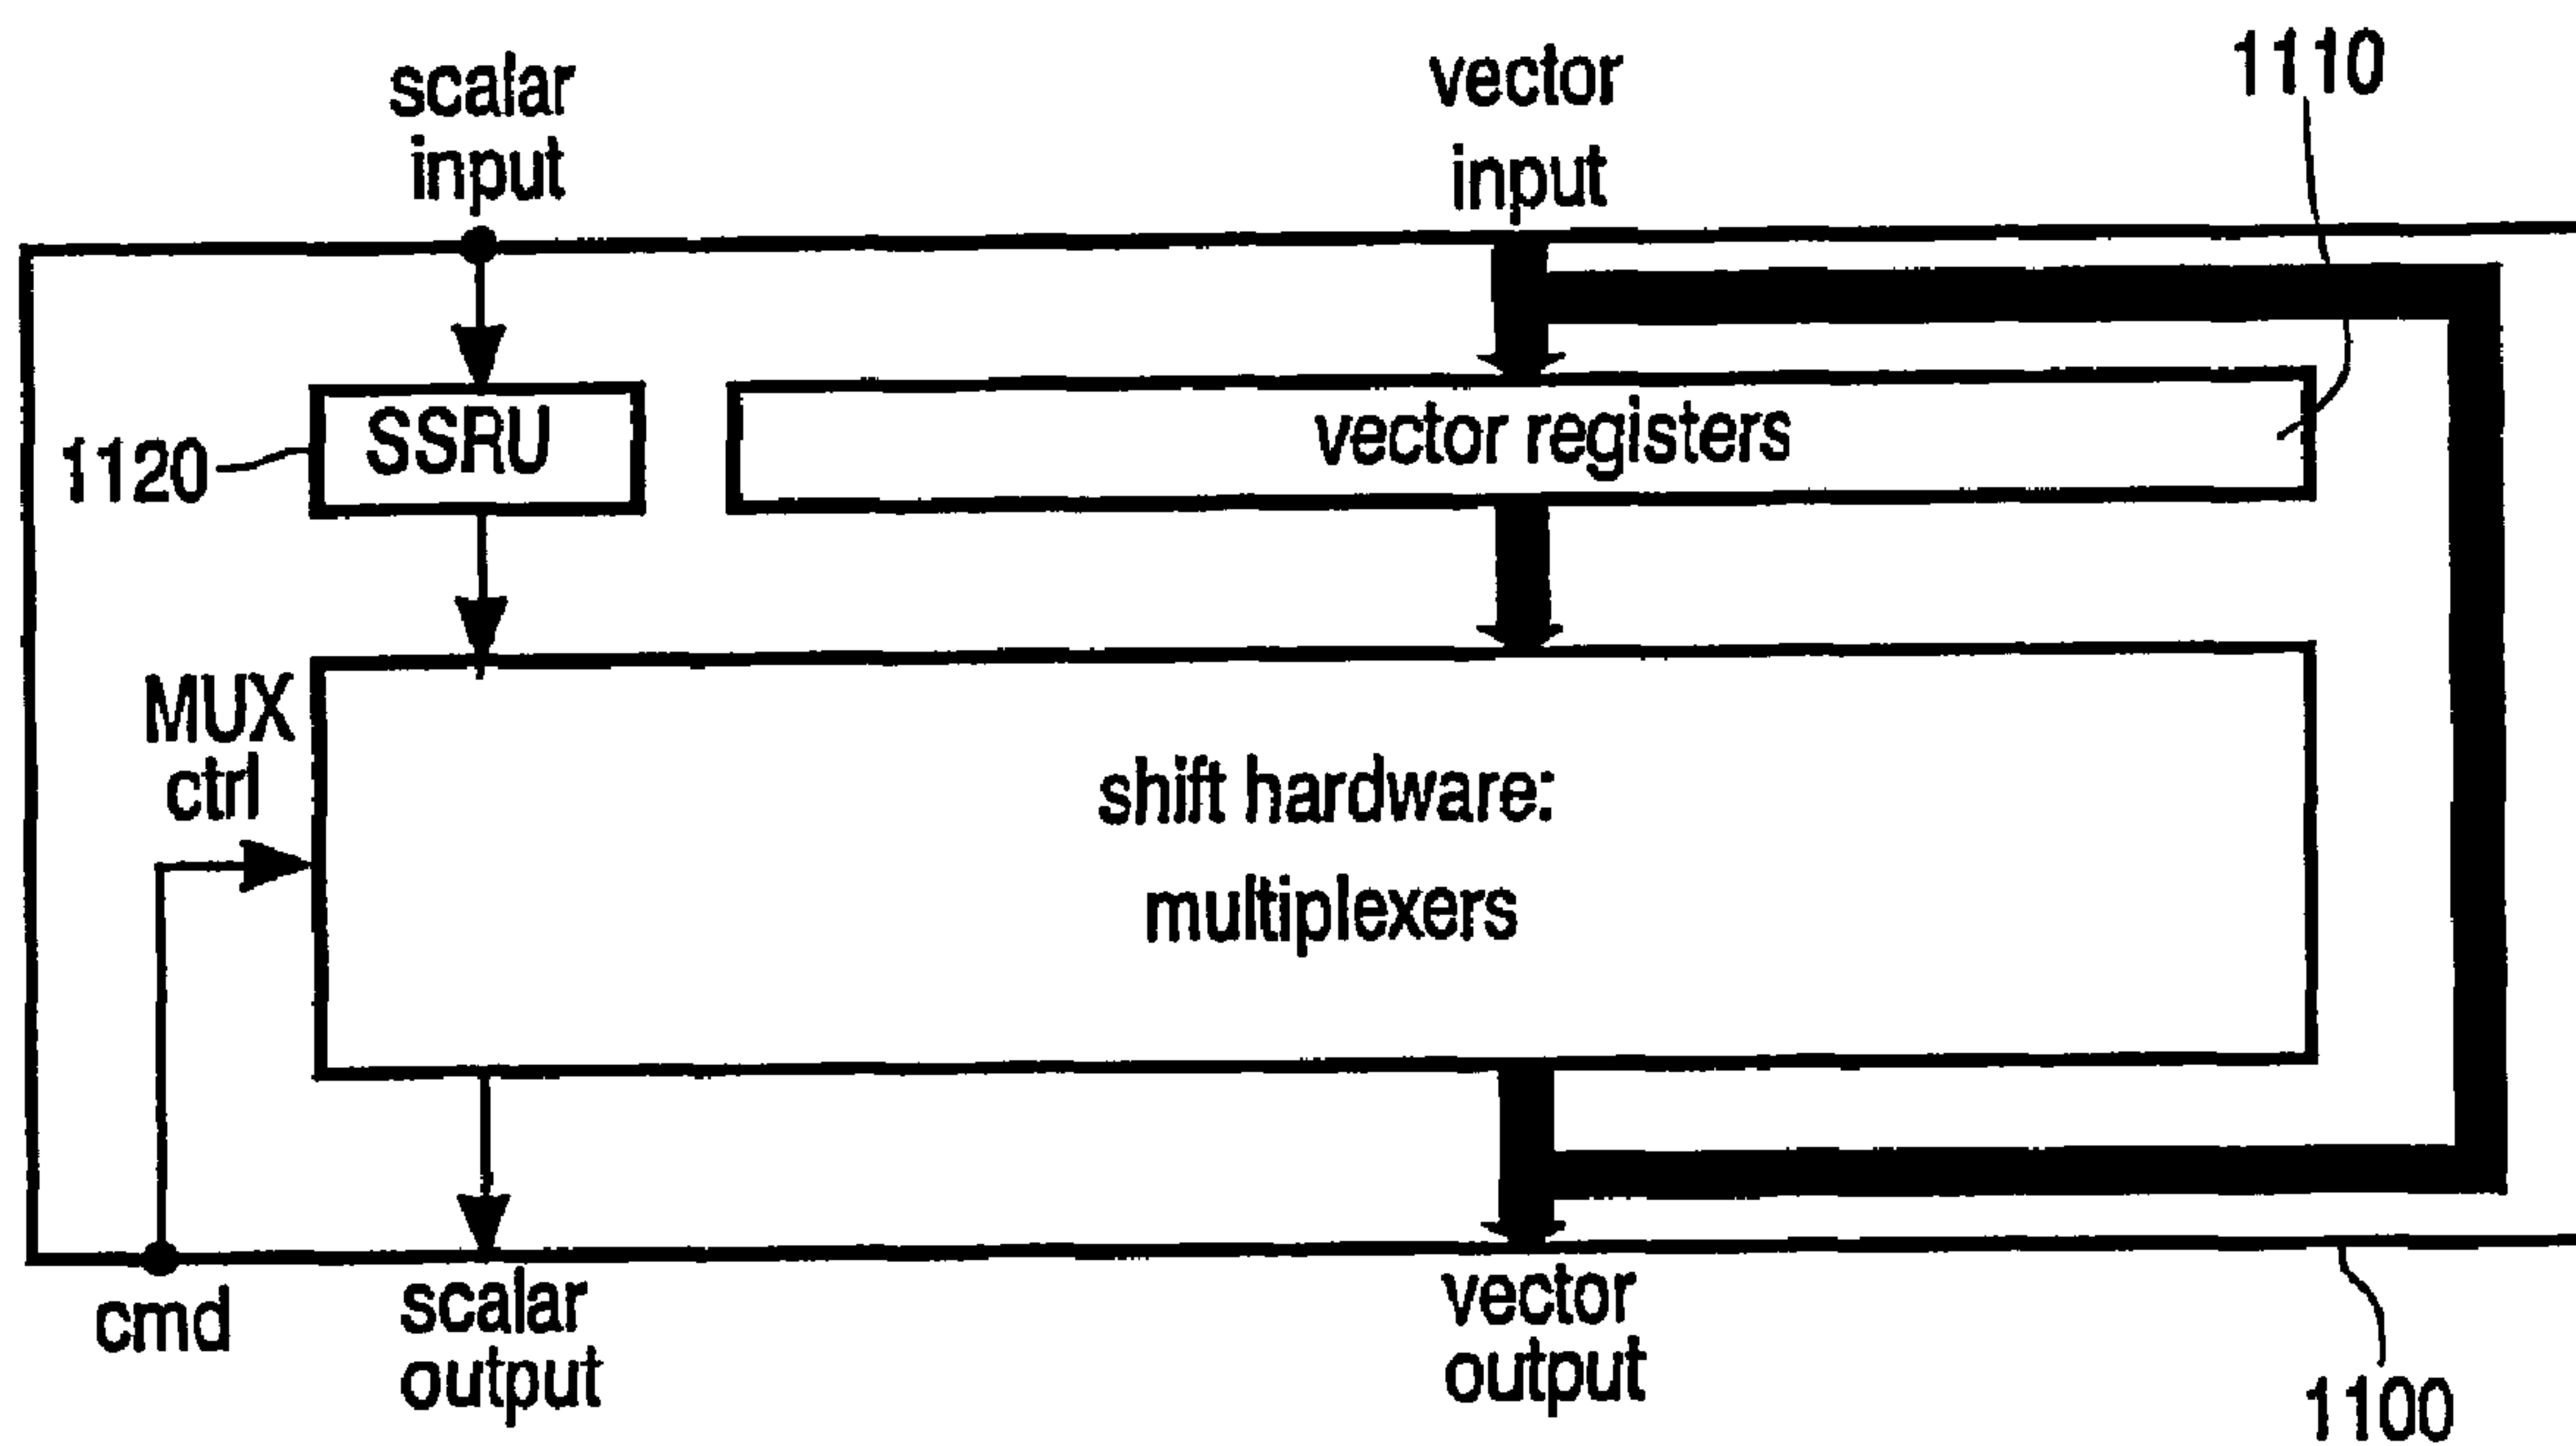 scalar
input
vector
input
1110
SSRU
1120
vector registers
MUX
ctrl
shift hardware:
multiplexers
cmd
scalar
output
vector
output
1100